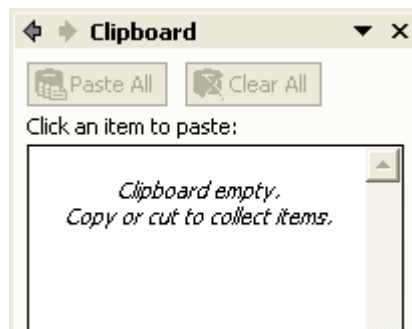 Clipboard
Paste All Clear All
Click an item to paste:
Clipboard empty.
Copy or cut to collect items.